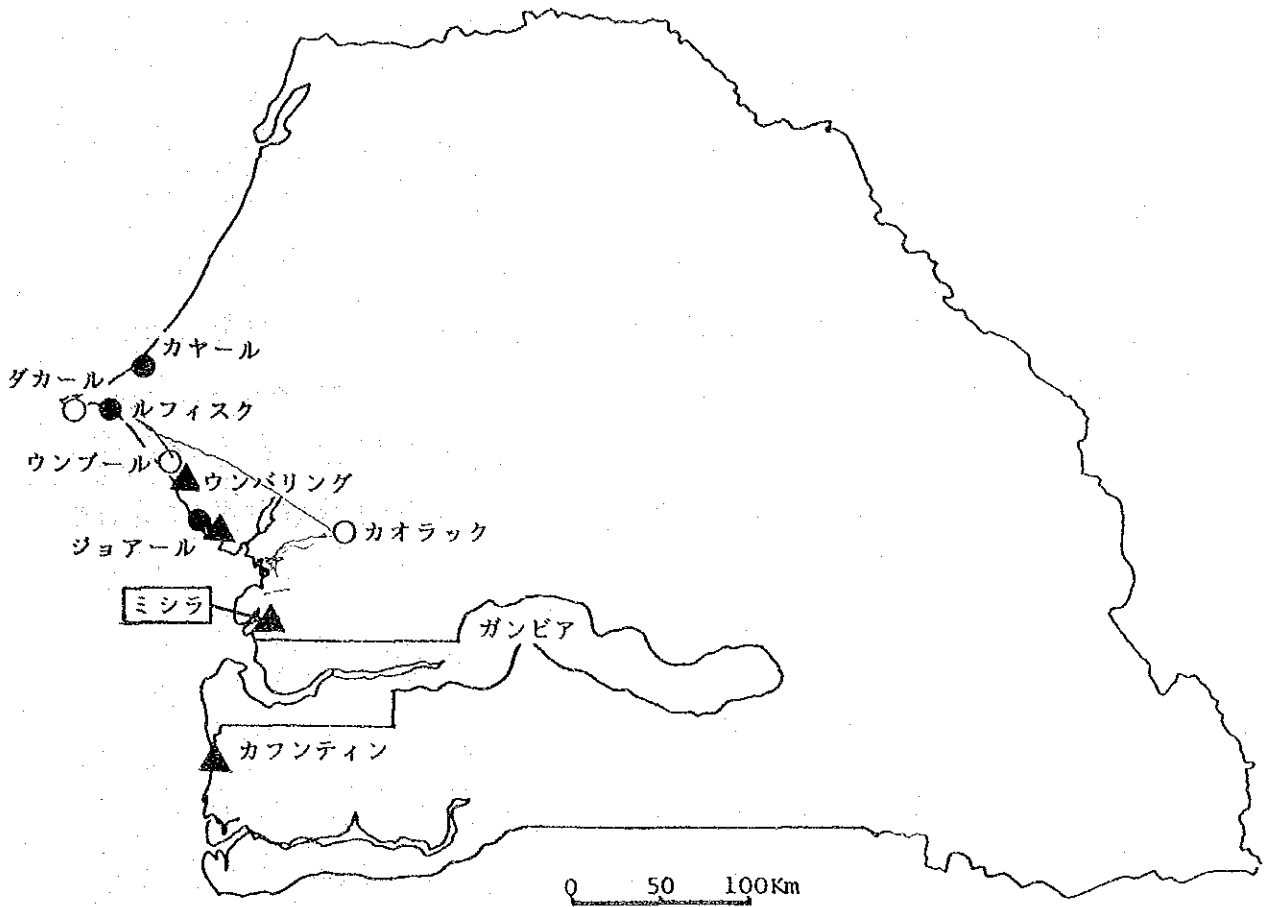 カヤール
ダカール
ルフィスク
ウンブール
ウンバリング
ジョアール
カオラック
ミシラ
ガンビア
カフンティン
0 50 100Km